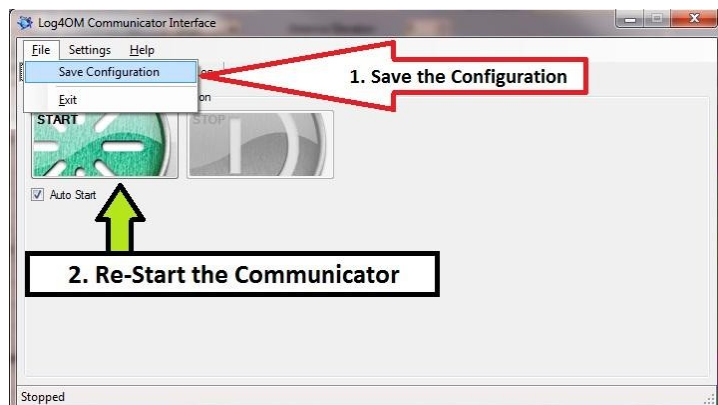 Log4OM Communicator Interface
File Settings Help
Save Configuration
1. Save the Configuration
Exit
on
START
STOP
Auto Start
2. Re-Start the Communicator
Stopped